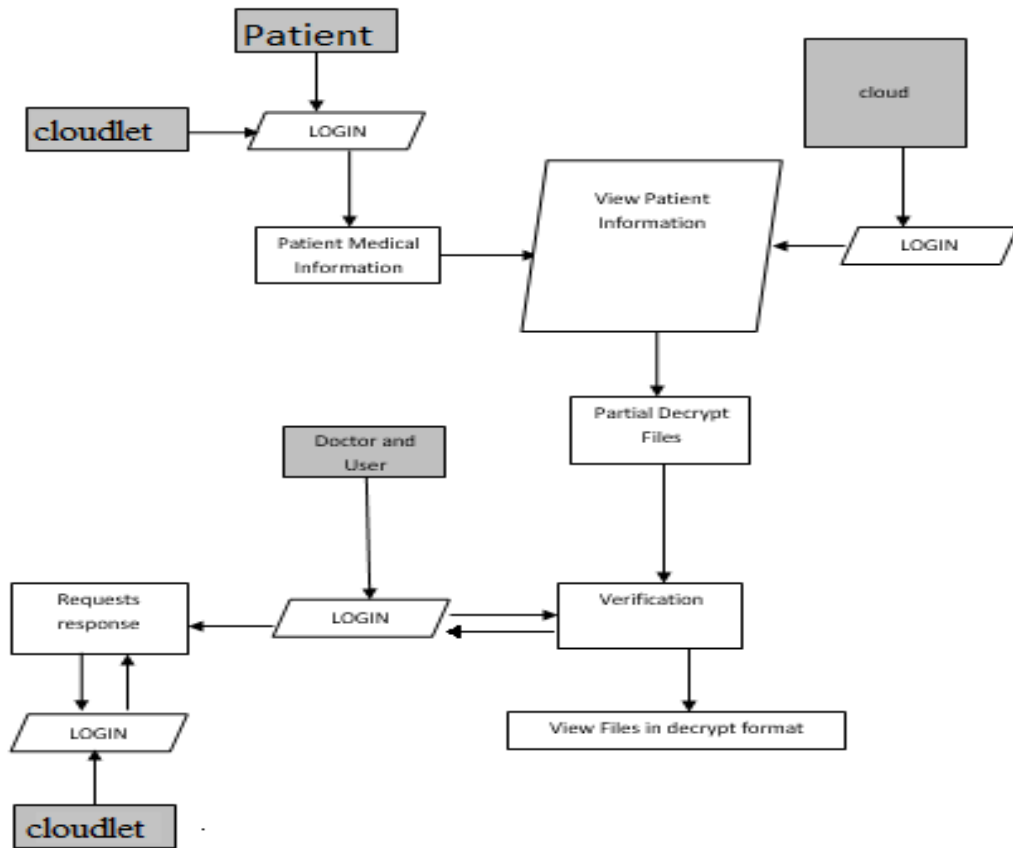 Patient
cloud
cloudlet
LOGIN
View Patient
Information
Patient Medical
Information
LOGIN
Partial Decrypt
Files
Doctor and
User
Requests
response
LOGIN
Verification
LOGIN
View Files in decrypt format
cloudlet
.